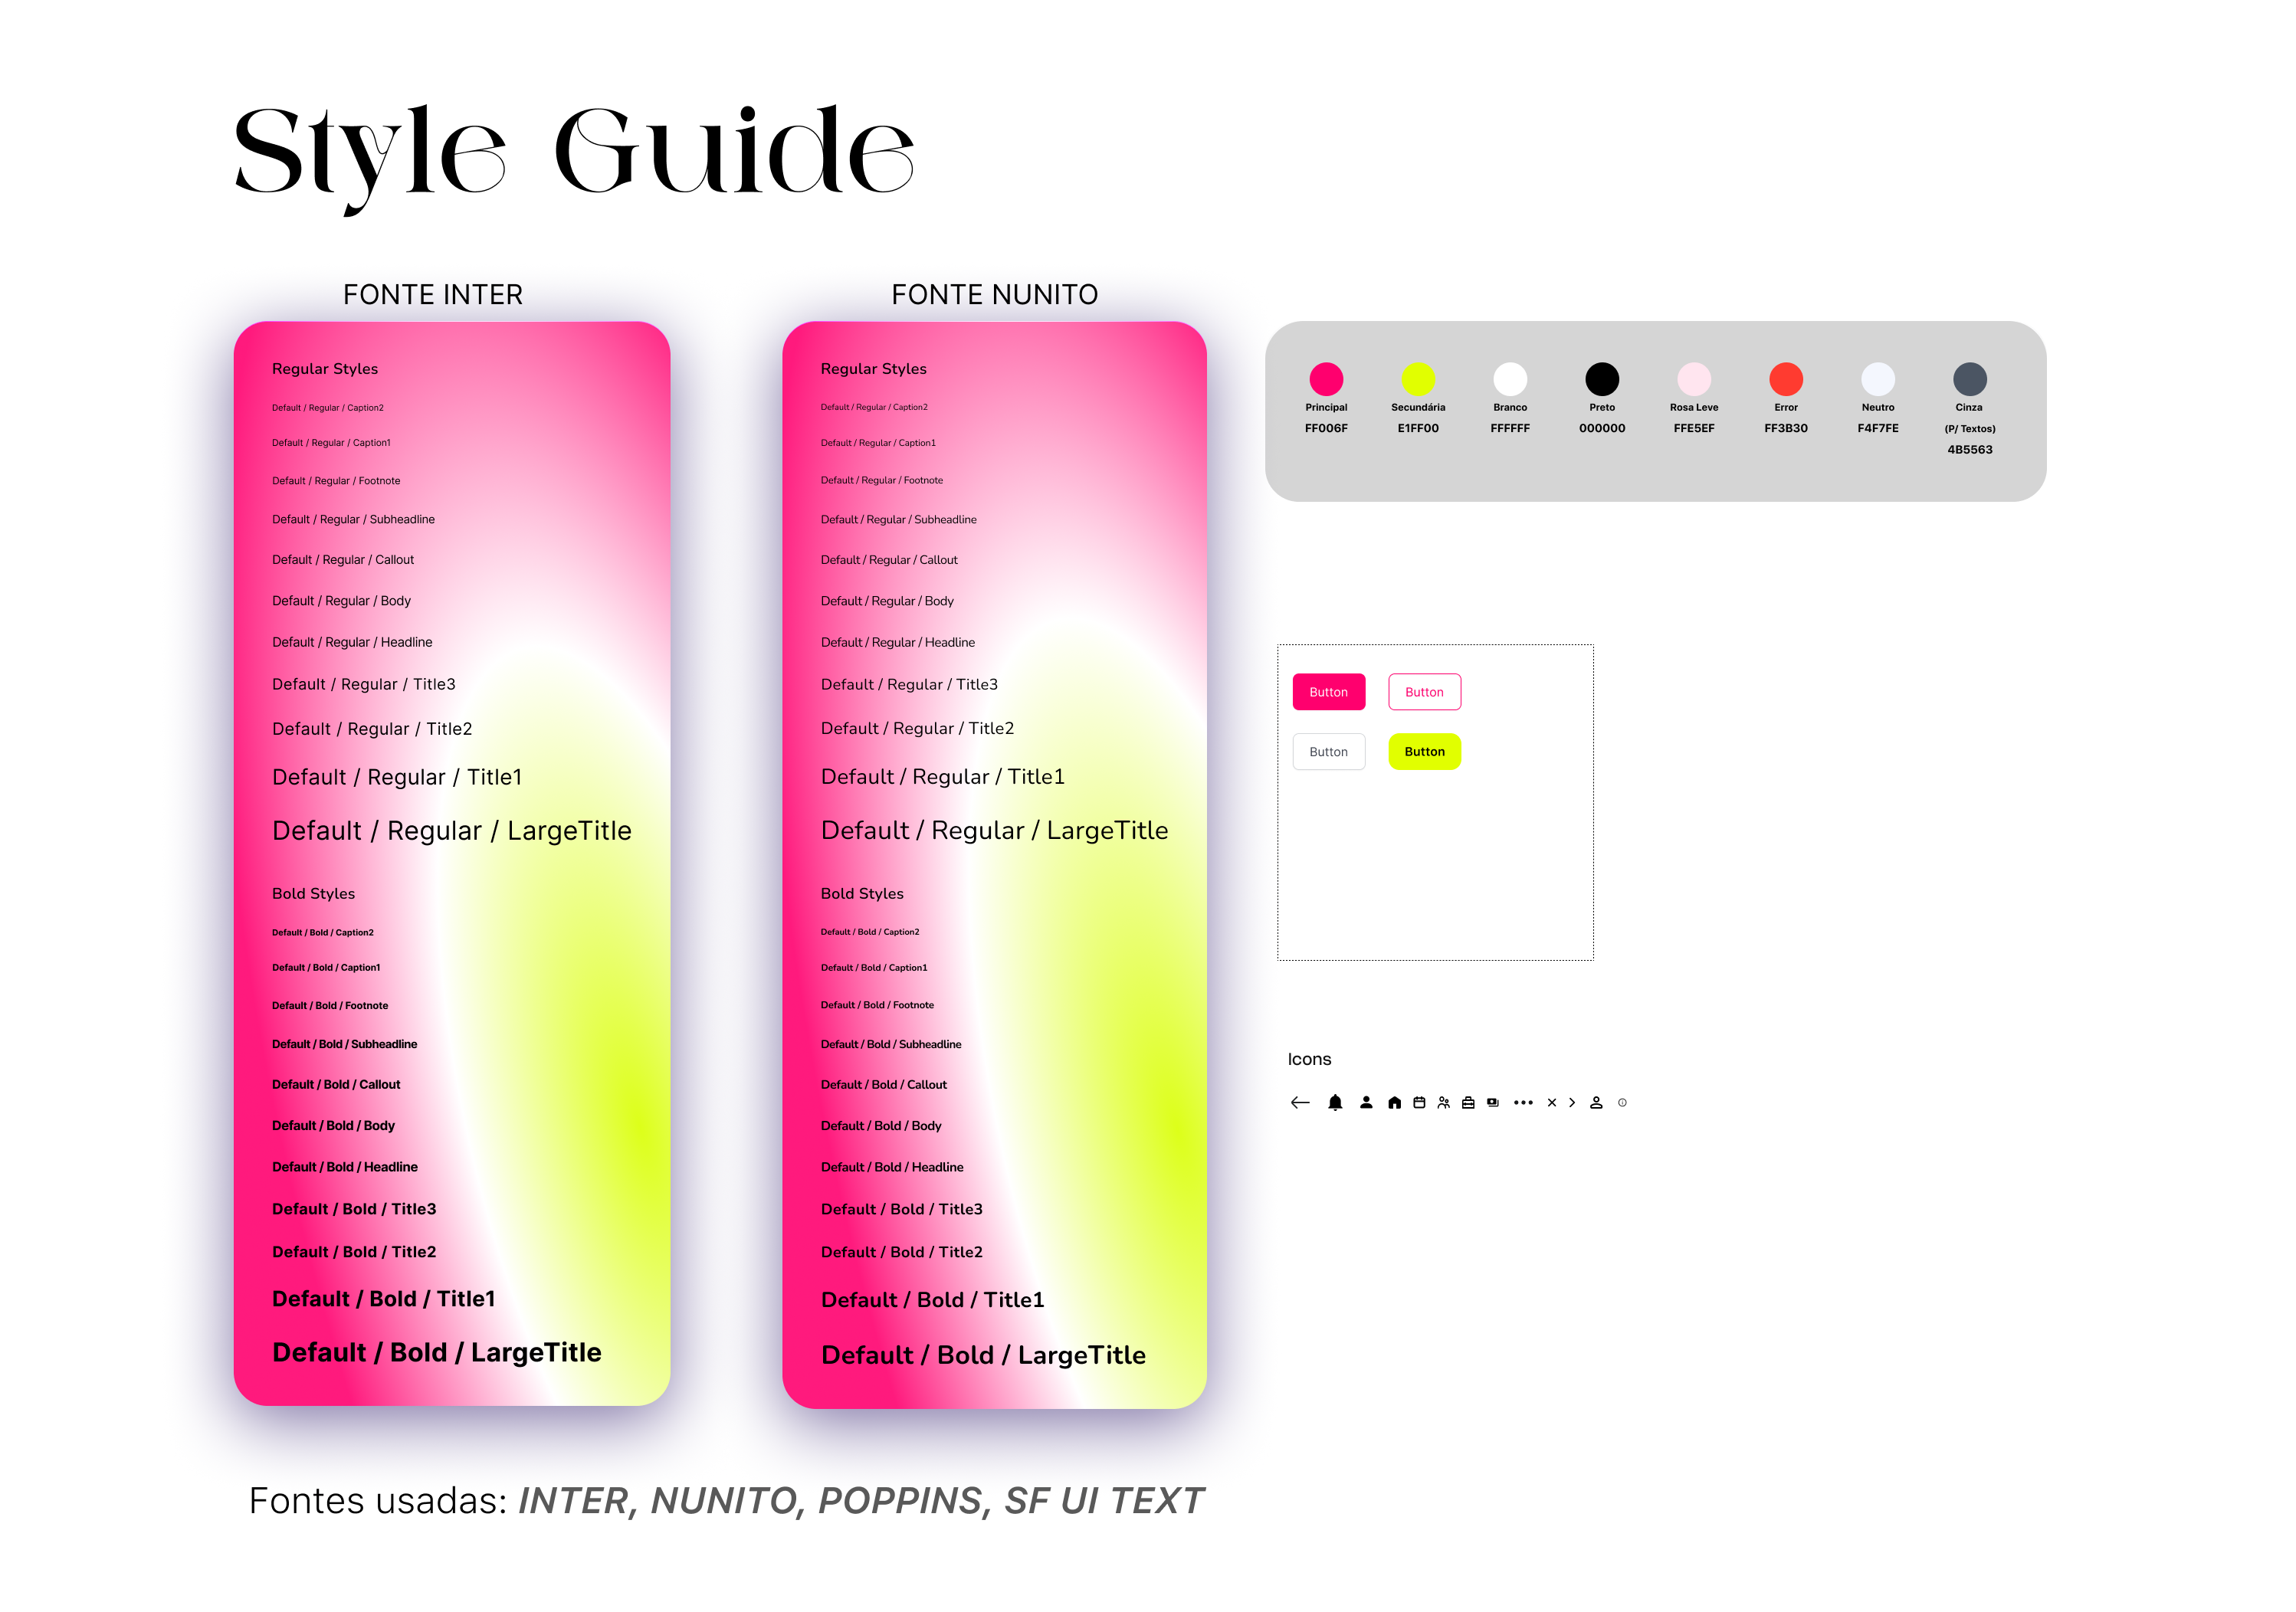 Style Guide
FONTE INTER
Regular Styles
Default / Regular / Caption2
Default / Regular / Caption1
Default / Regular / Footnote
Default / Regular / Subheadline
Default / Regular / Callout
Default / Regular / Body
Default / Regular / Headline
Default / Regular / Title3
Default / Regular / Title2
Default / Regular / Title1
Default / Regular / LargeTitle
Bold Styles
Default / Bold / Caption2
Default / Bold / Caption1
Default / Bold / Footnote
Default / Bold / Subheadline
Default / Bold / Callout
Default / Bold / Body
Default / Bold / Headline
Default / Bold / Title3
Default / Bold / Title2
Default / Bold / Title1
Default / Bold / LargeTitle
FONTE NUNITO
Regular Styles
Default / Regular / Caption2
Default / Regular / Caption1
Default / Regular / Footnote
Default / Regular / Subheadline
Default / Regular / Callout
Default / Regular / Body
Default / Regular / Headline
Default / Regular / Title3
Default / Regular / Title2
Default / Regular / Title1
Default / Regular / LargeTitle
Bold Styles
Default / Bold / Caption2
Default / Bold / Caption1
Default / Bold / Footnote
Default / Bold / Subheadline
Default / Bold / Callout
Default / Bold / Body
Default / Bold / Headline
Default / Bold / Title3
Default / Bold / Title2
Default / Bold / Title1
Default / Bold / LargeTitle
Principal
FF006F
Secundária
E1FF00
Branco
FFFFFF
Preto
000000
Rosa Leve
FFE5EF
Error
FF3B30
Neutro
F4F7FE
Cinza
(P/ Textos)
4B5563
Button
Button
Button
Button
Icons
Fontes usadas: INTER, NUNITO, POPPINS, SF UI TEXT